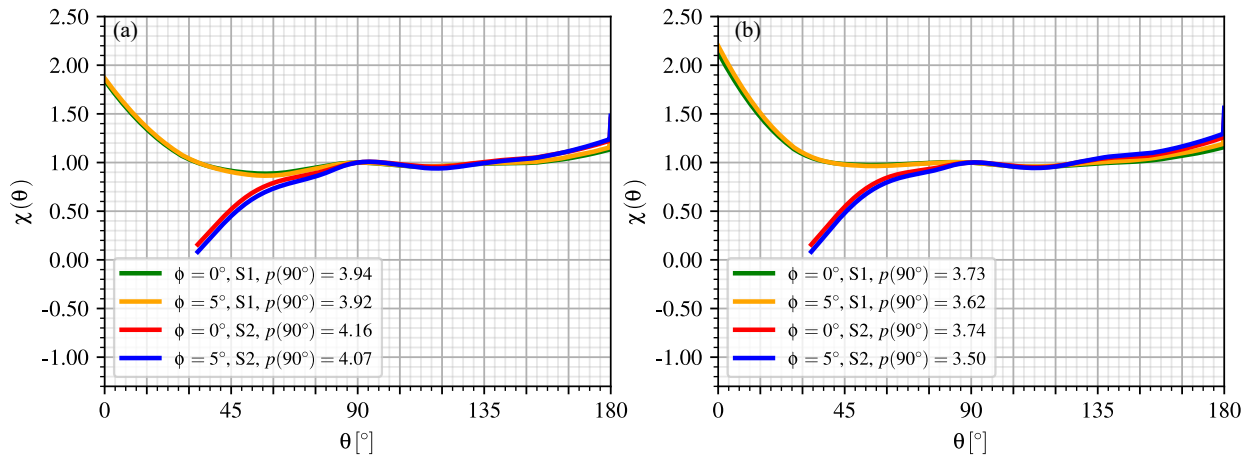 (a)
2.50
2.00
1.50
1.00
0.50
0.00
-0.50
-1.00
χ(θ)
ϕ = 0°, S1, p(90°) = 3.94
ϕ = 5°, S1, p(90°) = 3.92
ϕ = 0°, S2, p(90°) = 4.16
ϕ = 5°, S2, p(90°) = 4.07
0 45 90 135 180
θ [°]
(b)
2.50
2.00
1.50
1.00
0.50
0.00
-0.50
-1.00
χ(θ)
ϕ = 0°, S1, p(90°) = 3.73
ϕ = 5°, S1, p(90°) = 3.62
ϕ = 0°, S2, p(90°) = 3.74
ϕ = 5°, S2, p(90°) = 3.50
0 45 90 135 180
θ [°]